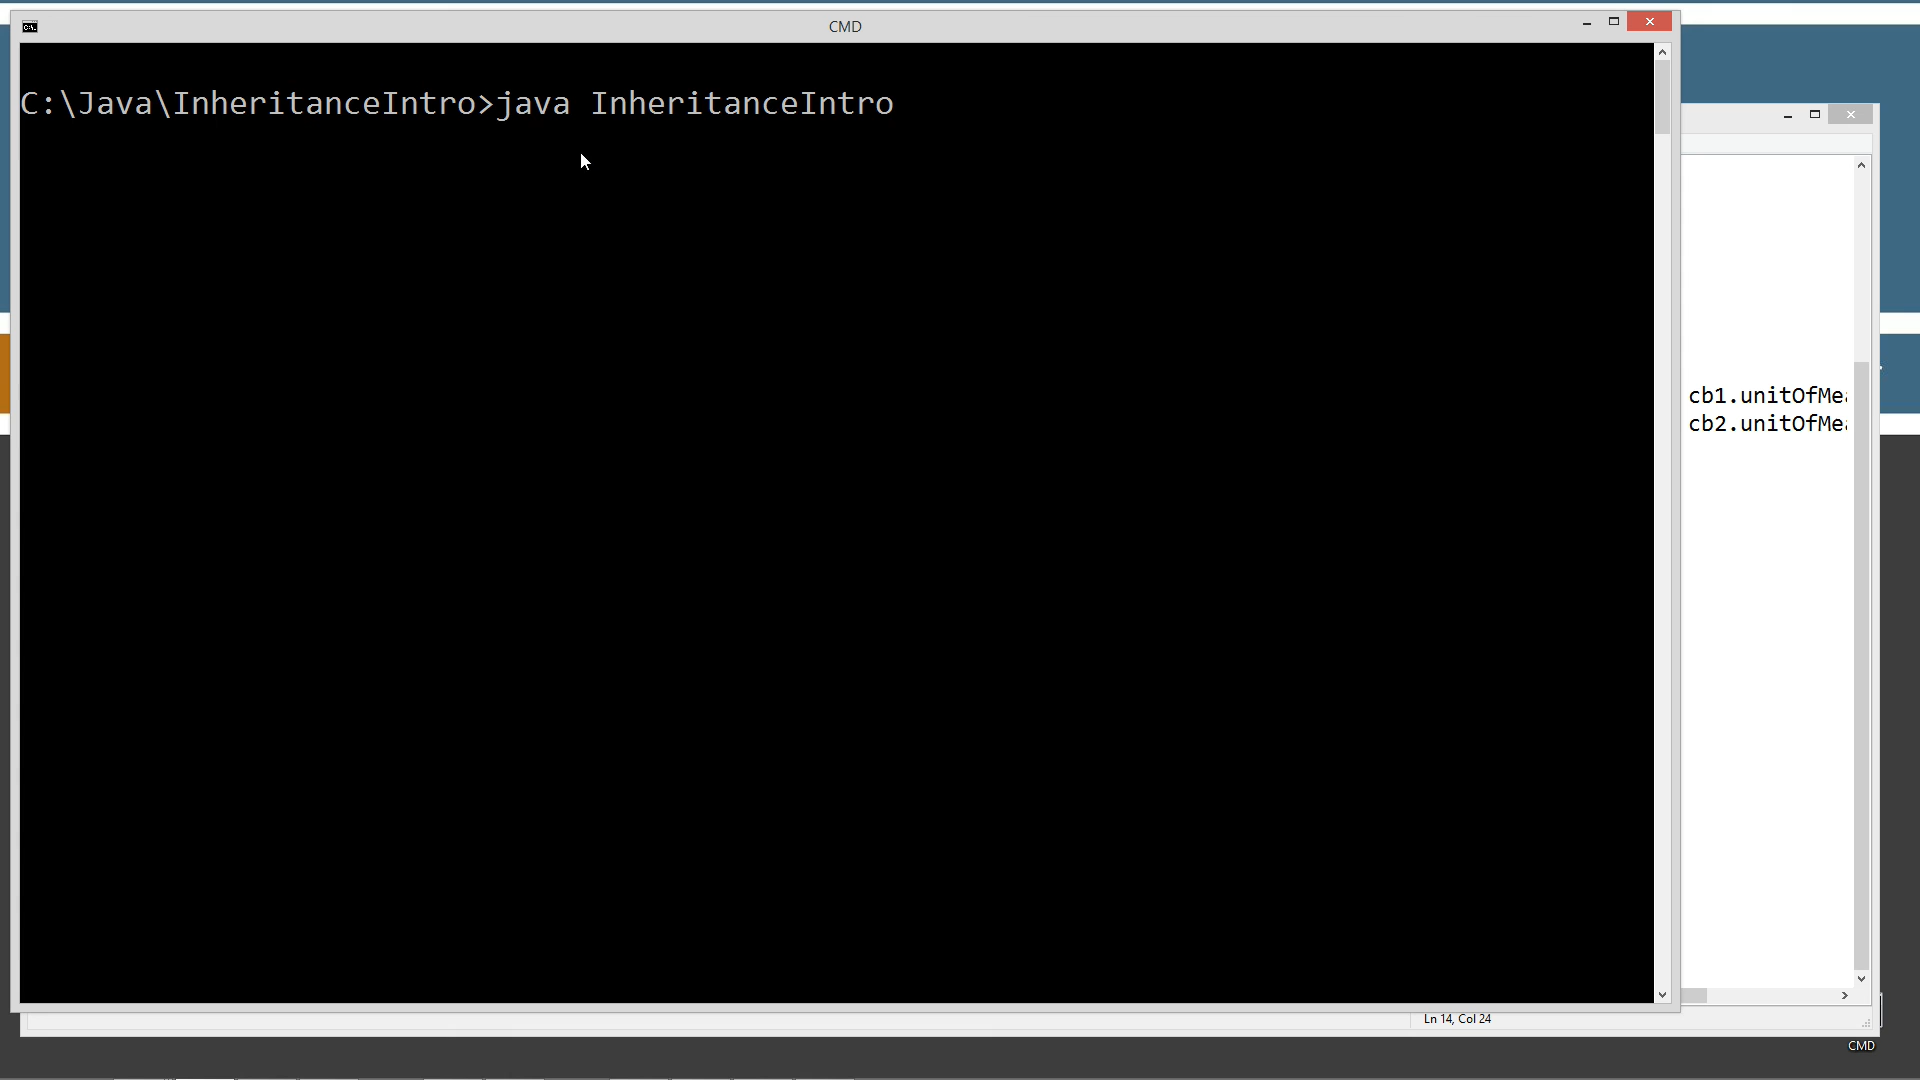 CMD
C:\Java\InheritanceIntro>java InheritanceIntro
cb1.unitOfMe
cb2.unitOfMe
Ln 14, Col 24
CMD